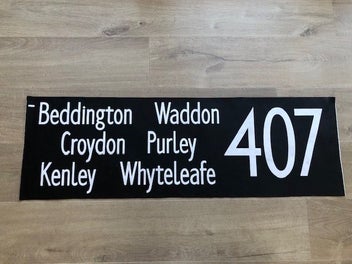 Beddington Waddon
Croydon Purley
Kenley Whyteleafe
407